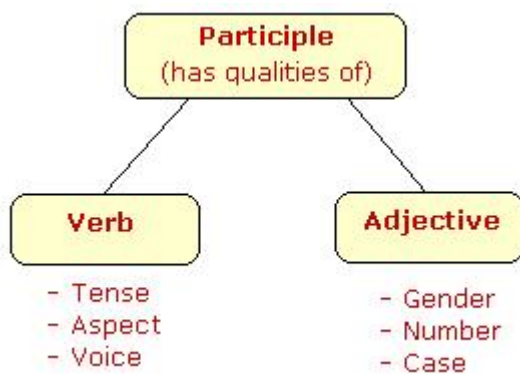 Participle
(has qualities of)
Verb
- Tense
- Aspect
- Voice
Adjective
- Gender
- Number
- Case